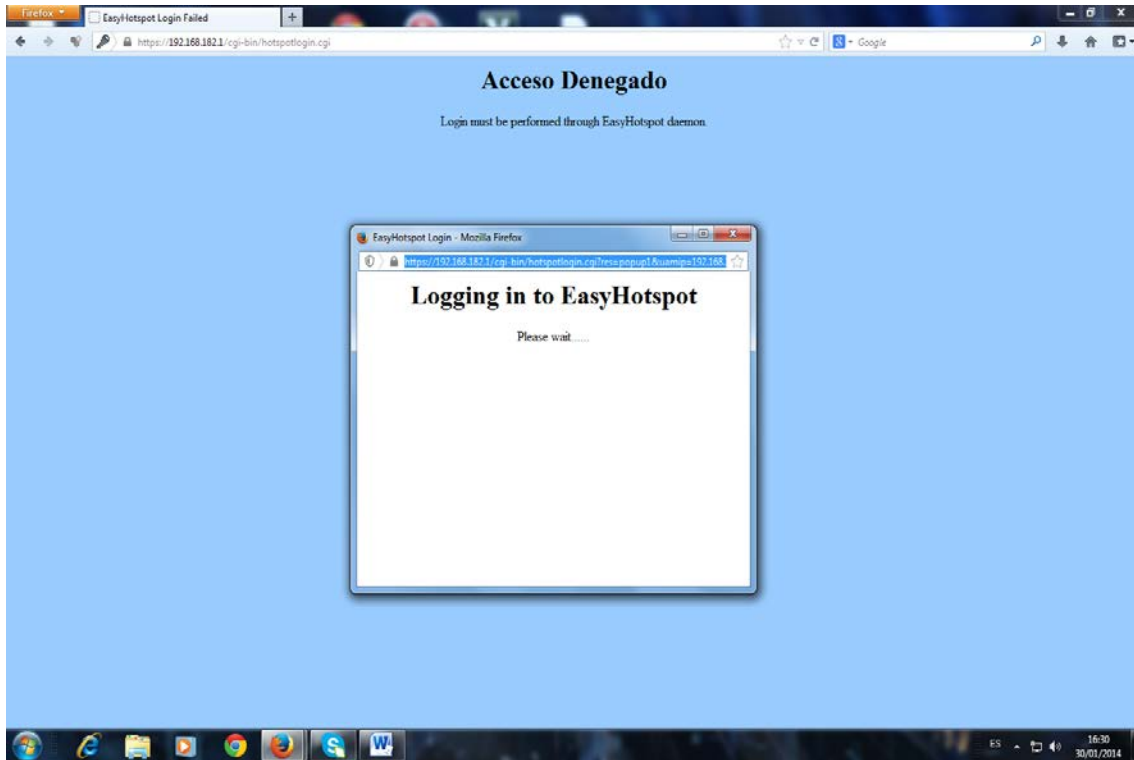 Firefox
EasyHotspot Login Failed
https://192.168.182.1/cgi-bin/hotspotlogin.cgi
Google
Acceso Denegado
Login must be performed through EasyHotspot daemon.
EasyHotspot Login - Mozilla Firefox
https://192.168.182.1/cgi-bin/hotspotlogin.cgi?res=popup1&uamip=192.168.
Logging in to EasyHotspot
Please wait......
ES
16:30
30/01/2014